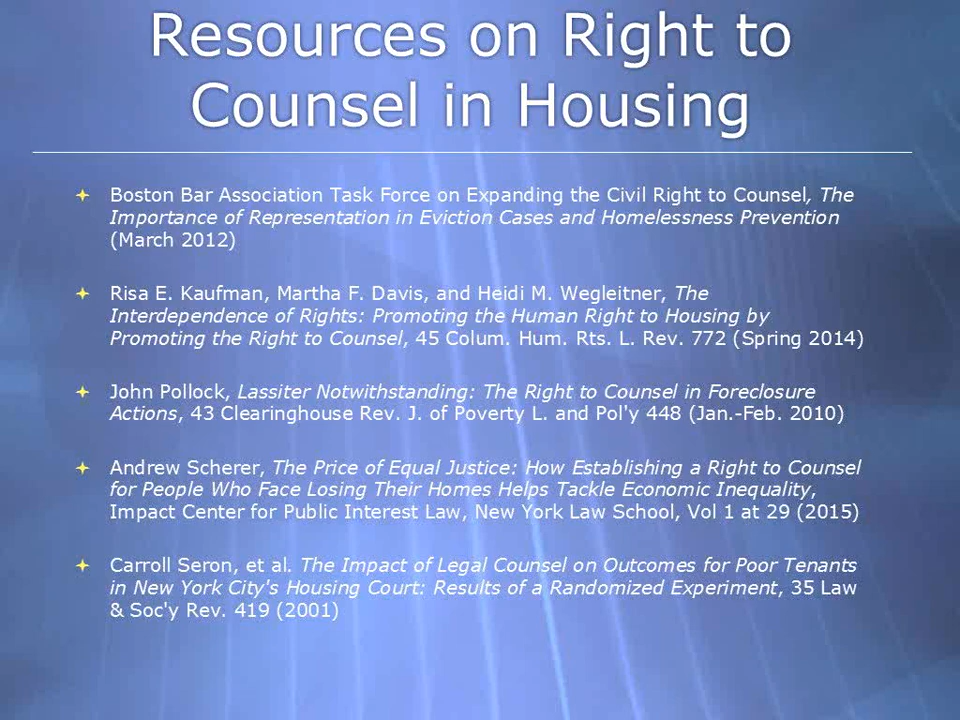 Resources on Right to
Counsel in Housing
Boston Bar Association Task Force on Expanding the Civil Right to Counsel, The
Importance of Representation in Eviction Cases and Homelessness Prevention
(March 2012)
Risa E. Kaufman, Martha F. Davis, and Heidi M. Wegleitner, The
Interdependence of Rights: Promoting the Human Right to Housing by
Promoting the Right to Counsel, 45 Colum. Hum. Rts. L. Rev. 772 (Spring 2014)
John Pollock, Lassiter Notwithstanding: The Right to Counsel in Foreclosure
Actions, 43 Clearinghouse Rev. J. of Poverty L. and Pol'y 448 (Jan.-Feb. 2010)
Andrew Scherer, The Price of Equal Justice: How Establishing a Right to Counsel
for People Who Face Losing Their Homes Helps Tackle Economic Inequality,
Impact Center for Public Interest Law, New York Law School, Vol 1 at 29 (2015)
Carroll Seron, et al. The Impact of Legal Counsel on Outcomes for Poor Tenants
in New York City's Housing Court: Results of a Randomized Experiment, 35 Law
& Soc'y Rev. 419 (2001)